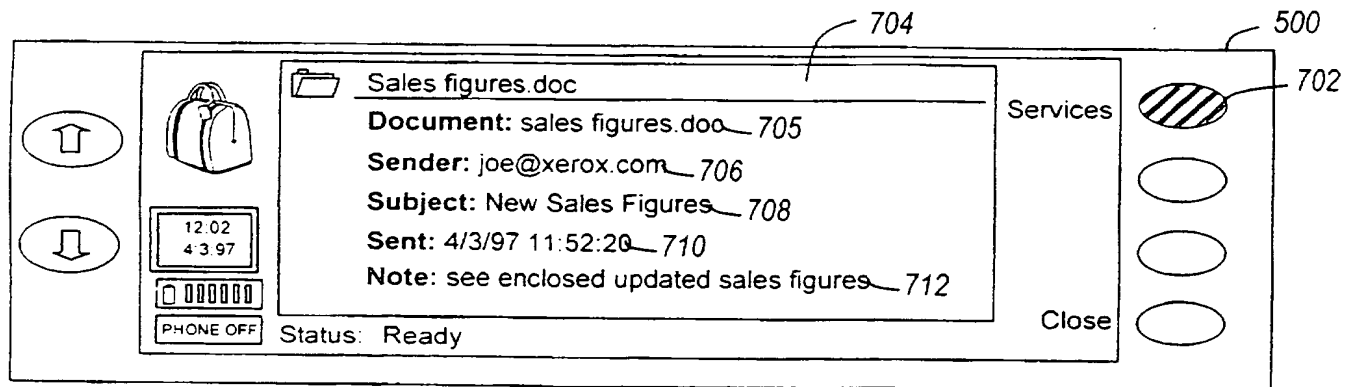 704
500
702
Sales figures.doc
Services
Document: sales figures.doc 705
Sender: joe@xerox.com 706
Subject: New Sales Figures 708
12:02
4:3:97
Sent: 4/3/97 11:52:20 710
Note: see enclosed updated sales figures 712
PHONE OFF
Status: Ready
Close